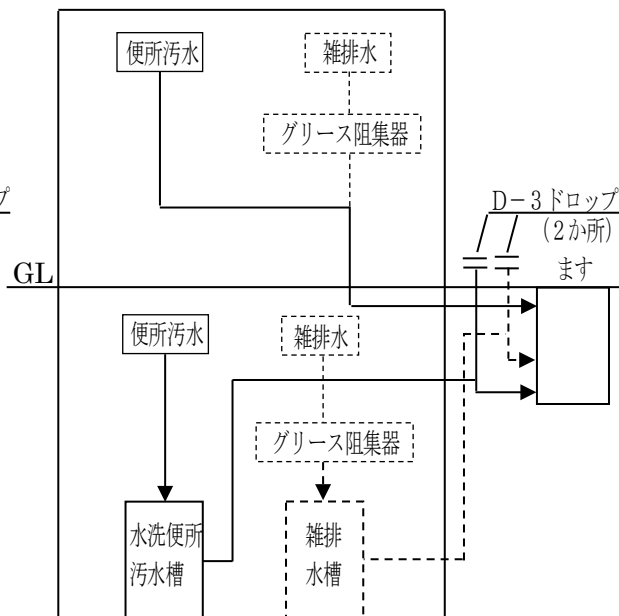 便所汚水
雑排水
グリース阻集器
プ
D−3ドロップ
(2か所)
ます
GL
便所汚水
雑排水
グリース阻集器
水洗便所
汚水槽
雑排
水槽